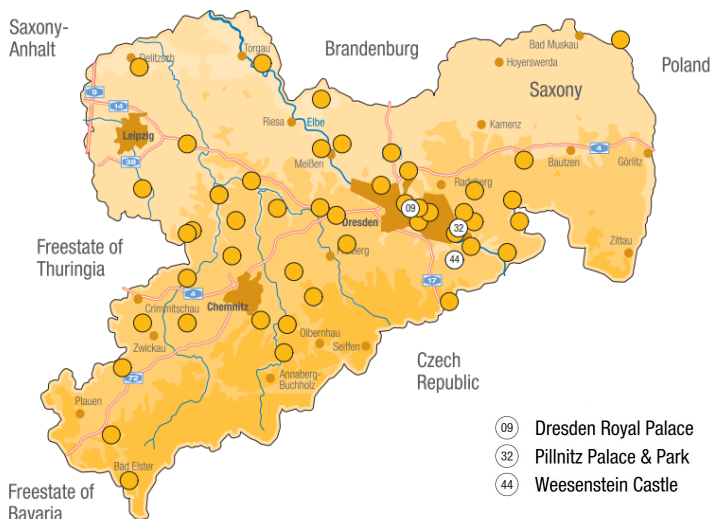 Saxony-
Anhalt
Brandenburg
Bad Muskau
Torgau
Delitzsch
Hoyerswerda
Poland
Saxony
9
14
Riesa
Elbe
Kamenz
Leipzig
4
38
Meißen
Bautzen
Görlitz
Radeberg
09
Dresden
32
Freestate of
Thuringia
Freiberg
44
Zittau
17
4
Crimmitschau
Chemnitz
Olbernhau
Zwickau
Seiffen
Czech
Republic
72
Annaberg-
Buchholz
Plauen
09 Dresden Royal Palace
32 Pillnitz Palace & Park
44 Weesenstein Castle
Bad Elster
Freestate of
Bavaria